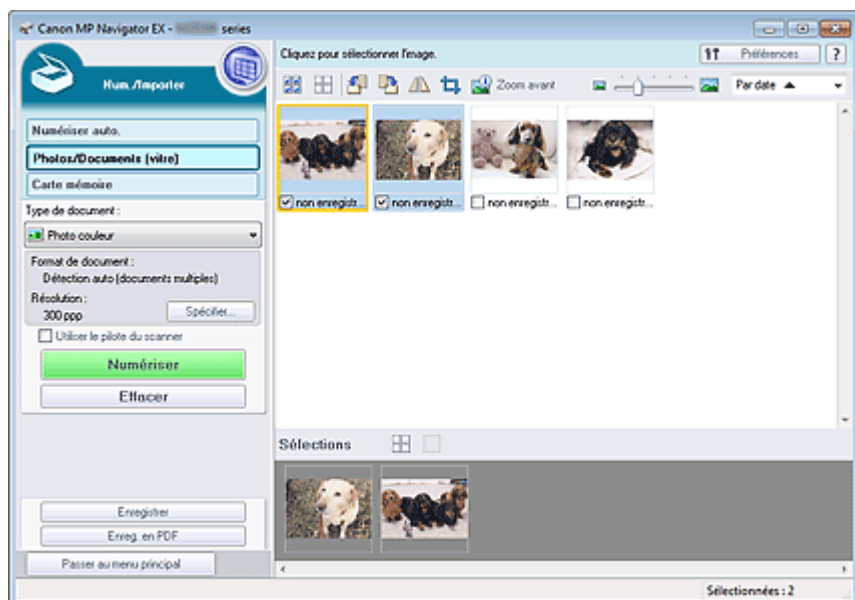 Canon MP Navigator EX - series
Num./Importer
Numériser auto.
Photos/Documents (vitre)
Carte mémoire
Type de document :
Photo couleur
Format de document :
Détection auto (documents multiples)
Résolution :
300 ppp
Spécifier...
Utiliser le pilote du scanner
Numériser
Effacer
Enregistrer
Enreg. en PDF
Passer au menu principal
Cliquez pour sélectionner l'image.
Préférences
?
Zoom avant
Par date
non enregistr...
non enregistr...
non enregistr...
non enregistr...
Sélections
Sélectionnées : 2